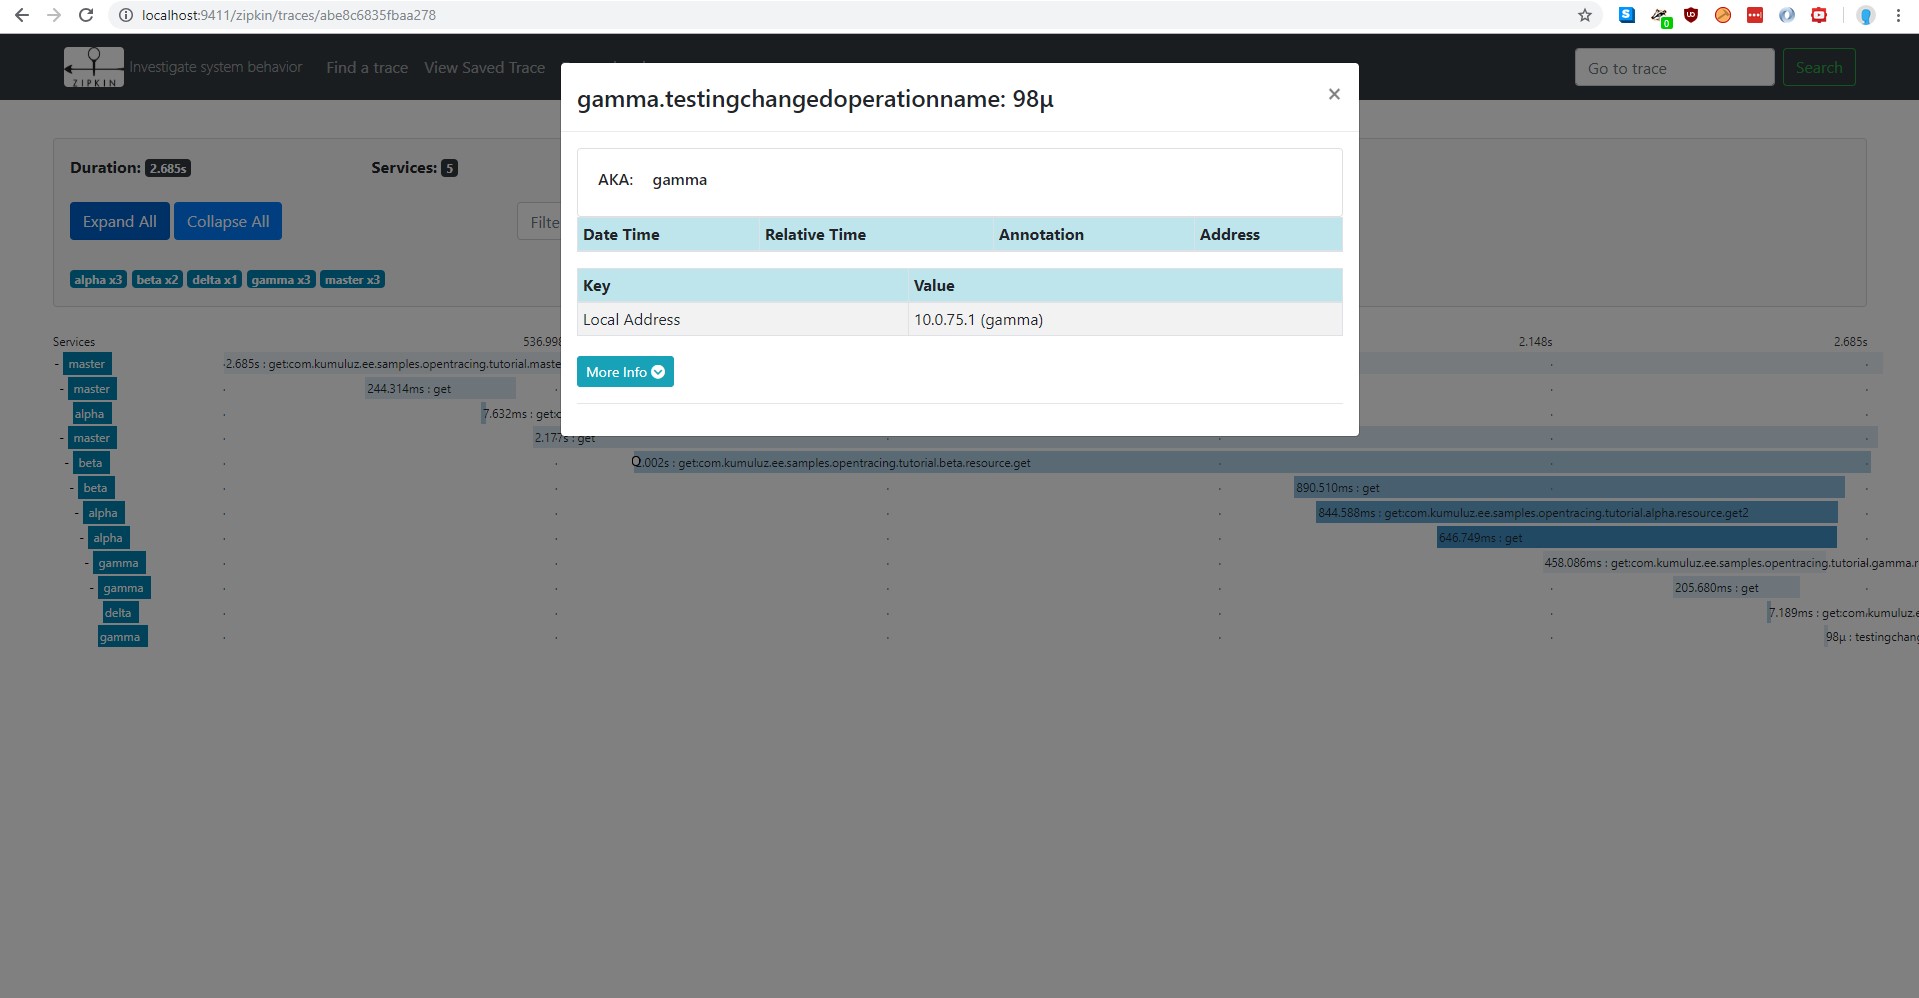 localhost:9411/zipkin/traces/abe8c6835fbaa278
ZIPKIN Investigate system behavior Find a trace View Saved Trace Go to trace Search
gamma.testingchangedoperationname: 98μ ×
Duration: 2.685s Services: 5
AKA: gamma
Expand All Collapse All Filte
Date Time Relative Time Annotation Address
alpha x3 beta x2 delta x1 gamma x3 master x3
Key Value
Local Address 10.0.75.1 (gamma)
More Info
Services 536.998 2.148s 2.685s
- master 2.685s : get:com.kumuluz.ee.samples.opentracing.tutorial.maste
- master 244.314ms : get
alpha 7.632ms : get:c
- master 2.177s : get
- beta 2.002s : get:com.kumuluz.ee.samples.opentracing.tutorial.beta.resource.get
- beta 890.510ms : get
- alpha 844.588ms : get:com.kumuluz.ee.samples.opentracing.tutorial.alpha.resource.get2
- alpha 646.749ms : get
- gamma 458.086ms : get:com.kumuluz.ee.samples.opentracing.tutorial.gamma.r
- gamma 205.680ms : get
delta 7.189ms : get:com.kumuluz.e
gamma 98μ : testingchang